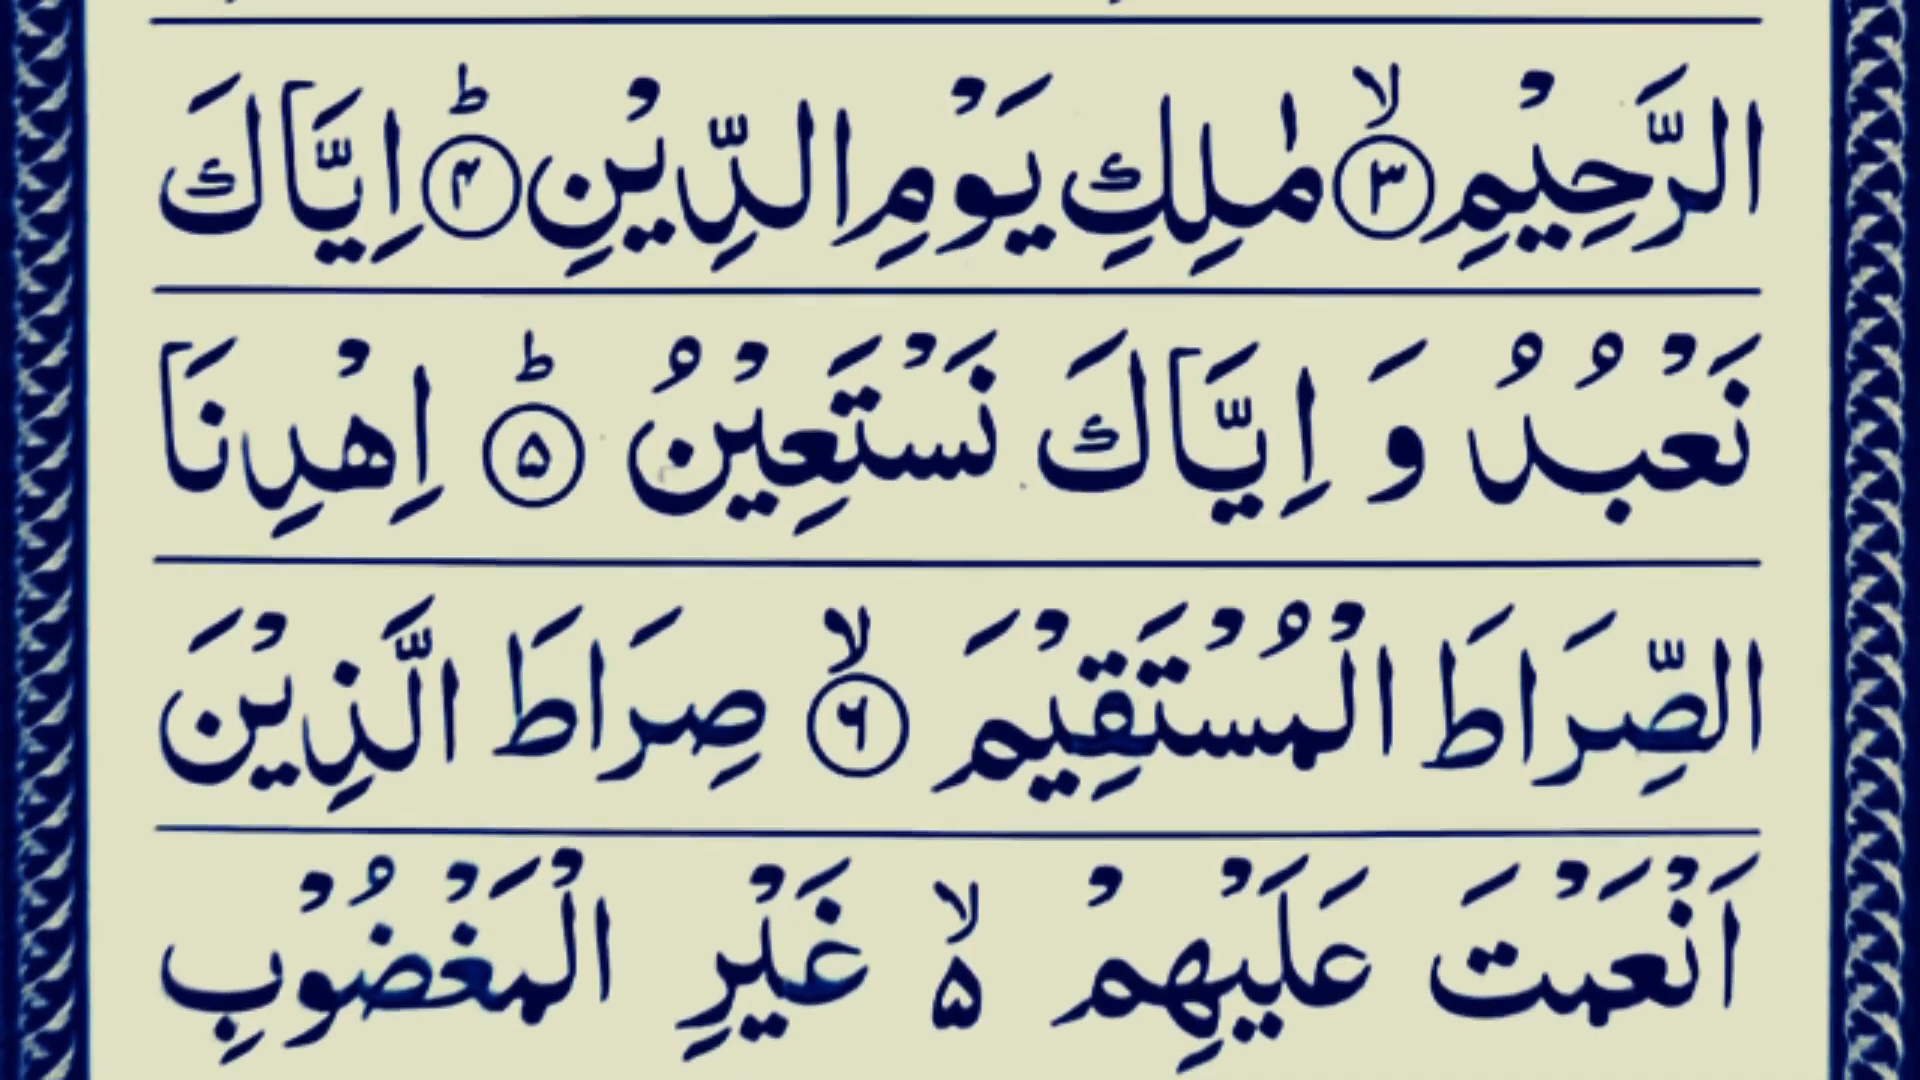 الرَّحِيْمِ ۙ﴿۳﴾ مٰلِكِ يَوْمِ الدِّيْنِ ؕ﴿۴﴾ اِيَّاكَ
نَعْبُدُ وَ اِيَّاكَ نَسْتَعِيْنُ ؕ﴿۵﴾ اِهْدِنَا
الصِّرَاطَ الْمُسْتَقِيْمَ ۙ﴿۶﴾ صِرَاطَ الَّذِيْنَ
اَنْعَمْتَ عَلَيْهِمْ ۙ۵ غَيْرِ الْمَغْضُوْبِ